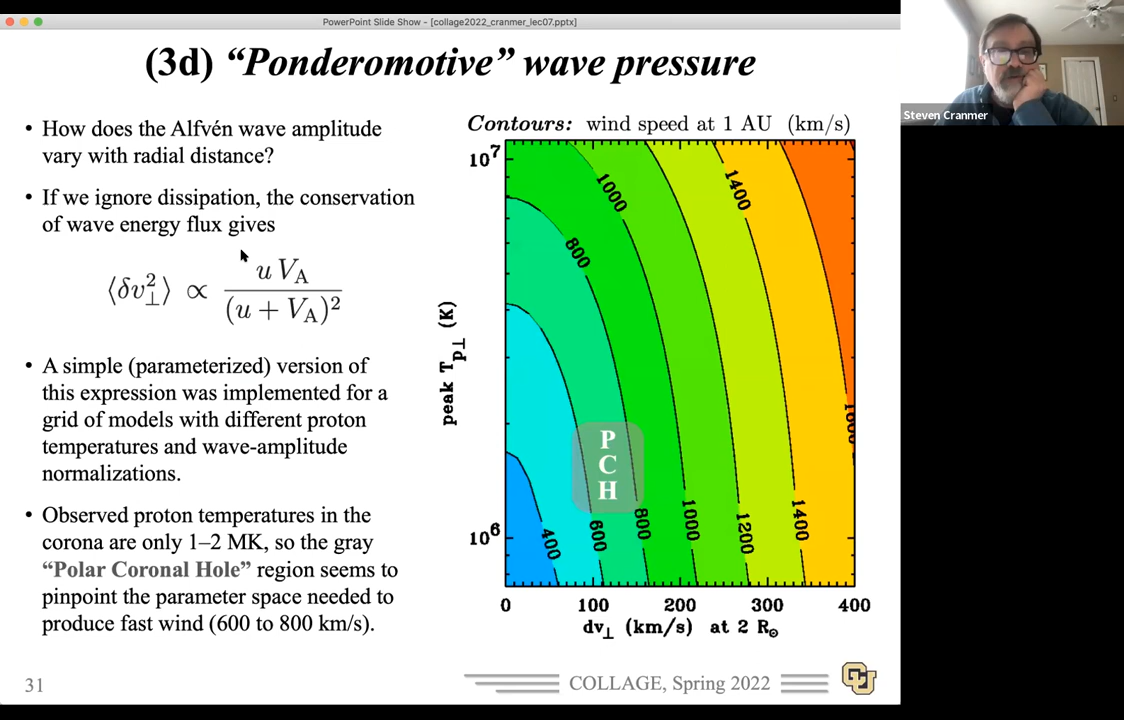 PowerPoint Slide Show - [collage2022_cranmer_lec07.pptx]
(3d) “Ponderomotive” wave pressure
• How does the Alfvén wave amplitude
vary with radial distance?
• If we ignore dissipation, the conservation
of wave energy flux gives
⟨δv⊥²⟩ ∝ u V_A / (u + V_A)²
• A simple (parameterized) version of
this expression was implemented for a
grid of models with different proton
temperatures and wave-amplitude
normalizations.
• Observed proton temperatures in the
corona are only 1–2 MK, so the gray
“Polar Coronal Hole” region seems to
pinpoint the parameter space needed to
produce fast wind (600 to 800 km/s).
Contours: wind speed at 1 AU (km/s)
10⁷
10⁶
peak T_p⊥ (K)
1000
1400
800
1600
P
C
H
400
600
800
1000
1200
1400
0 100 200 300 400
dv⊥ (km/s) at 2 R⊙
31
COLLAGE, Spring 2022
CU
Steven Cranmer